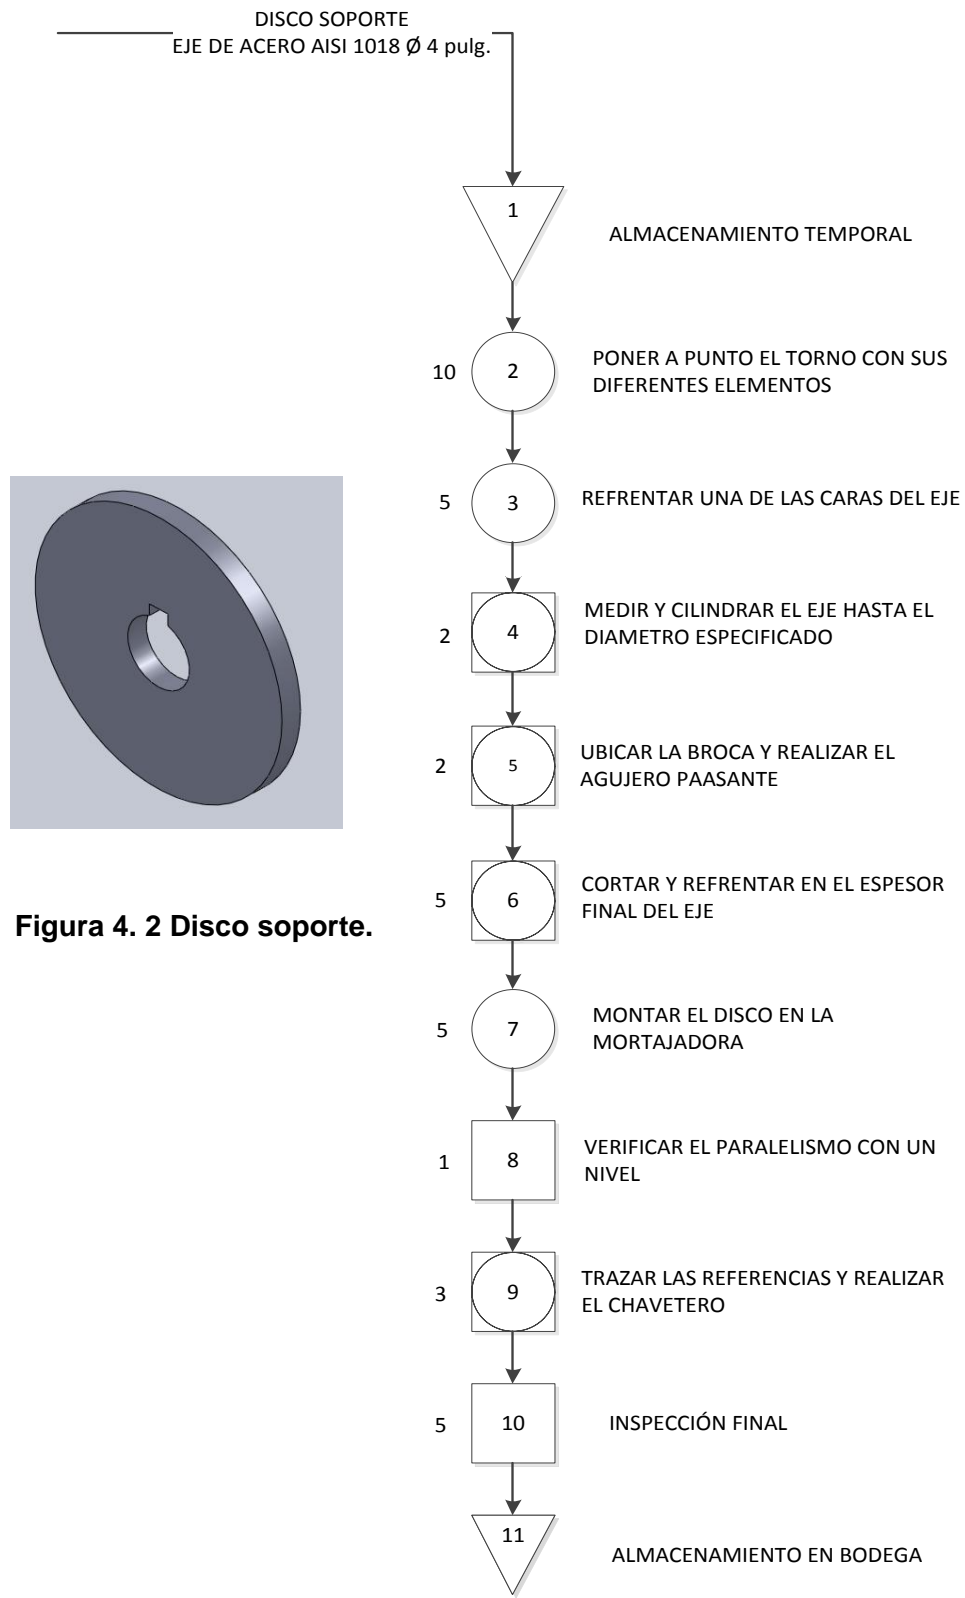 DISCO SOPORTE
EJE DE ACERO AISI 1018 Ø 4 pulg.
1
ALMACENAMIENTO TEMPORAL
10
2
PONER A PUNTO EL TORNO CON SUS
DIFERENTES ELEMENTOS
5
3
REFRENTAR UNA DE LAS CARAS DEL EJE
2
4
MEDIR Y CILINDRAR EL EJE HASTA EL
DIAMETRO ESPECIFICADO
2
5
UBICAR LA BROCA Y REALIZAR EL
AGUJERO PAASANTE
5
6
CORTAR Y REFRENTAR EN EL ESPESOR
FINAL DEL EJE
Figura 4. 2 Disco soporte.
5
7
MONTAR EL DISCO EN LA
MORTAJADORA
1
8
VERIFICAR EL PARALELISMO CON UN
NIVEL
3
9
TRAZAR LAS REFERENCIAS Y REALIZAR
EL CHAVETERO
5
10
INSPECCIÓN FINAL
11
ALMACENAMIENTO EN BODEGA